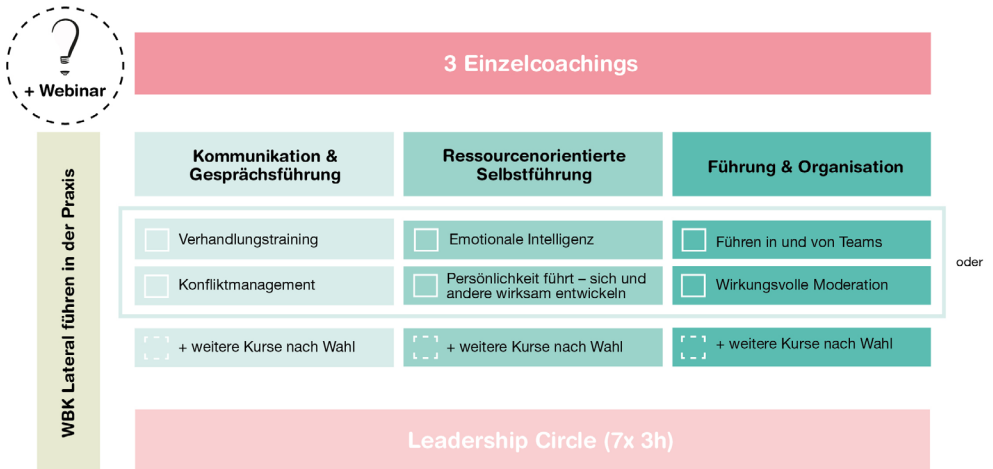 ?
+ Webinar
3 Einzelcoachings
WBK Lateral führen in der Praxis
Kommunikation &
Gesprächsführung
Verhandlungstraining
Konfliktmanagement
+ weitere Kurse nach Wahl
Ressourcenorientierte
Selbstführung
Emotionale Intelligenz
Persönlichkeit führt – sich und
andere wirksam entwickeln
+ weitere Kurse nach Wahl
Führung & Organisation
Führen in und von Teams
Wirkungsvolle Moderation
+ weitere Kurse nach Wahl
oder
Leadership Circle (7x 3h)